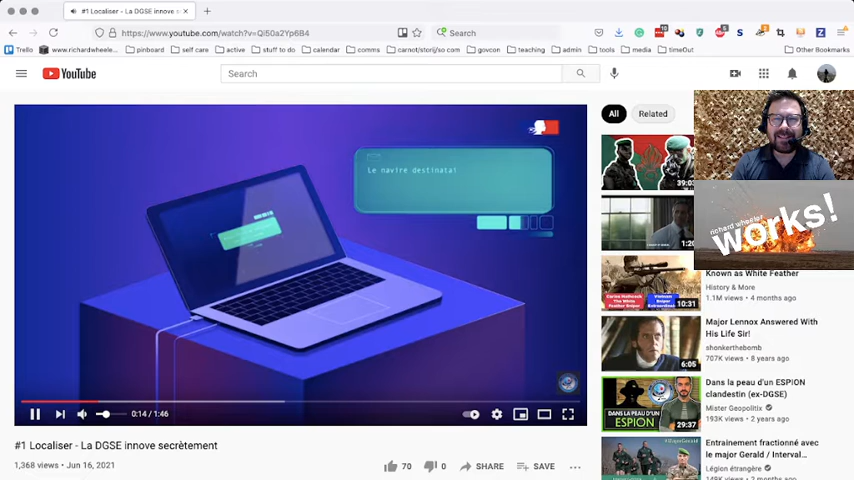 #1 Localiser - La DGSE innove s
https://www.youtube.com/watch?v=Qi50a2Yp6B4
Search
Trello
www.richardwheele...
pinboard
self care
active
stuff to do
calendar
comms
carnot/storij/so com
govcon
teaching
admin
tools
media
timeOut
Other Bookmarks
YouTube
Search
Le navire destinatai
0:14 / 1:46
#1 Localiser - La DGSE innove secrètement
1,368 views • Jun 16, 2021
70
0
SHARE
SAVE
All
Related
39:03
1:20
richard wheeler
works!
Known as White Feather
History & More
1.1M views • 4 months ago
10:31
Major Lennox Answered With
His Life Sir!
shonkerthebomb
707K views • 8 years ago
6:05
Dans la peau d'un ESPION
clandestin (ex-DGSE)
Mister Geopolitix
193K views • 2 years ago
DANS LA PEAU D'UN
ESPION
29:37
Entrainement fractionné avec
le major Gerald / Interval...
Légion étrangère